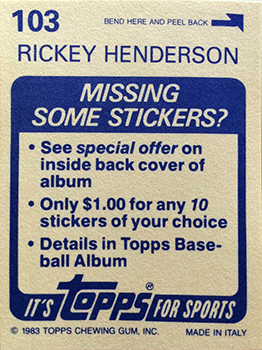 103 BEND HERE AND PEEL BACK
RICKEY HENDERSON
MISSING
SOME STICKERS?
• See special offer on
inside back cover of
album
• Only $1.00 for any 10
stickers of your choice
• Details in Topps Base-
ball Album
IT'S topps® FOR SPORTS
© 1983 TOPPS CHEWING GUM, INC. MADE IN ITALY